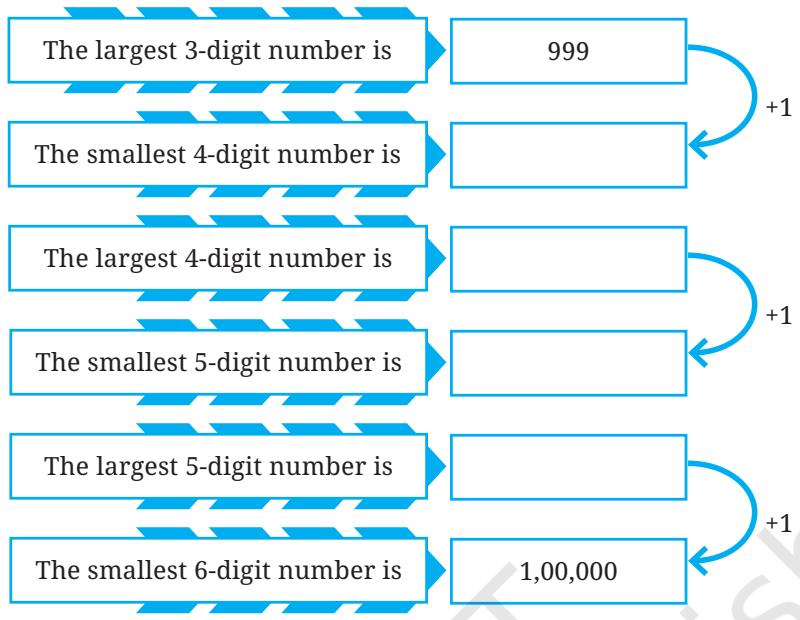 The largest 3-digit number is 999
+1
The smallest 4-digit number is
The largest 4-digit number is
+1
The smallest 5-digit number is
The largest 5-digit number is
+1
The smallest 6-digit number is 1,00,000